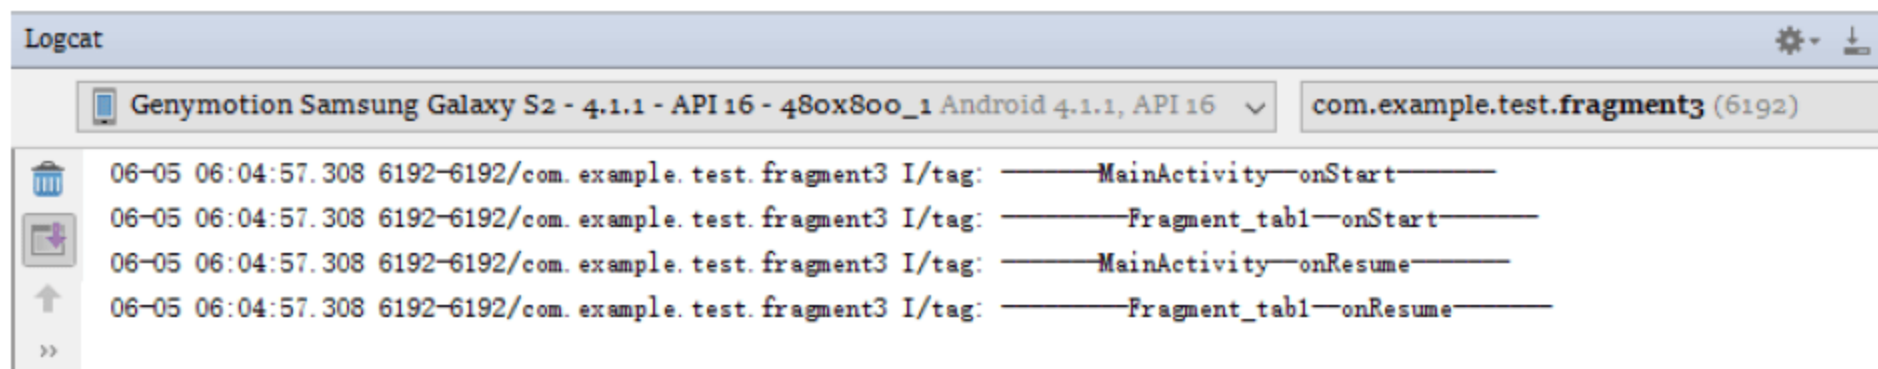 Logcat
Genymotion Samsung Galaxy S2 - 4.1.1 - API 16 - 480x800_1 Android 4.1.1, API 16 com.example.test.fragment3 (6192)
06-05 06:04:57.308 6192-6192/com.example.test.fragment3 I/tag: ———————MainActivity——onStart———————
06-05 06:04:57.308 6192-6192/com.example.test.fragment3 I/tag: —————————Fragment_tab1——onStart———————
06-05 06:04:57.308 6192-6192/com.example.test.fragment3 I/tag: ———————MainActivity——onResume———————
06-05 06:04:57.308 6192-6192/com.example.test.fragment3 I/tag: —————————Fragment_tab1——onResume———————